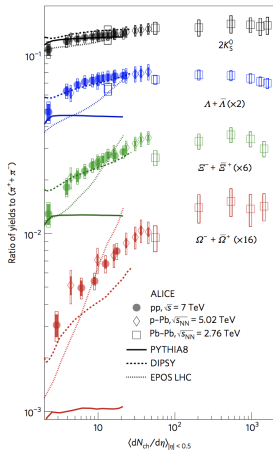 10⁻¹
2K⁰S
Λ + Λ̄ (×2)
Ξ⁻ + Ξ̄⁺ (×6)
10⁻²
Ω⁻ + Ω̄⁺ (×16)
ALICE
pp, √s = 7 TeV
p–Pb, √sNN = 5.02 TeV
Pb–Pb, √sNN = 2.76 TeV
PYTHIA8
DIPSY
EPOS LHC
10⁻³
10 10² 10³
Ratio of yields to (π⁺ + π⁻)
⟨dNch/dη⟩|η| < 0.5